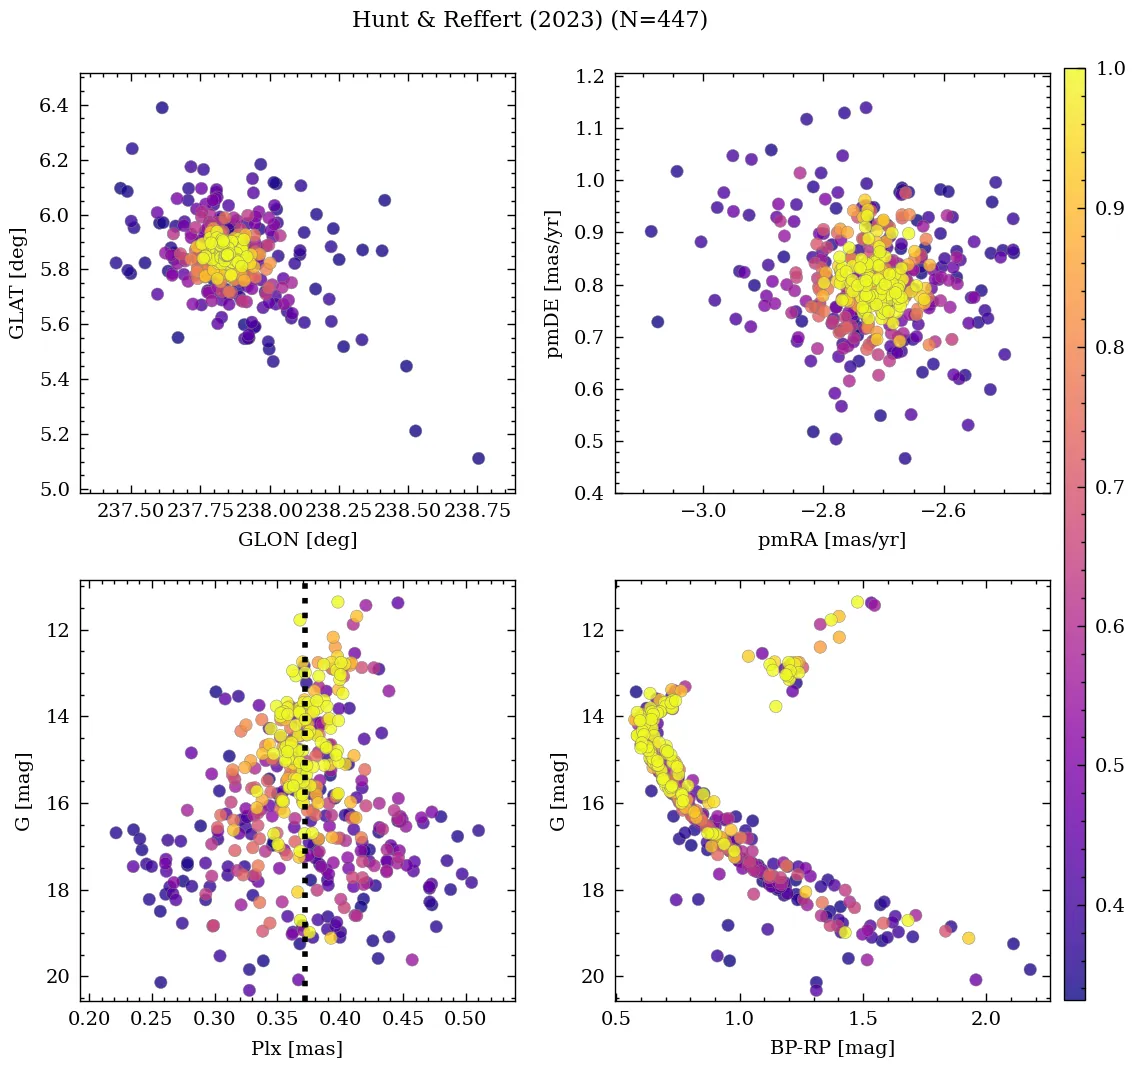 Hunt & Reffert (2023) (N=447)
6.4
6.2
6.0
5.8
5.6
5.4
5.2
5.0
GLAT [deg]
237.50 237.75 238.00 238.25 238.50 238.75
GLON [deg]
1.2
1.1
1.0
0.9
0.8
0.7
0.6
0.5
0.4
pmDE [mas/yr]
−3.0 −2.8 −2.6
pmRA [mas/yr]
12
14
16
18
20
G [mag]
0.20 0.25 0.30 0.35 0.40 0.45 0.50
Plx [mas]
12
14
16
18
20
G [mag]
0.5 1.0 1.5 2.0
BP-RP [mag]
1.0
0.9
0.8
0.7
0.6
0.5
0.4